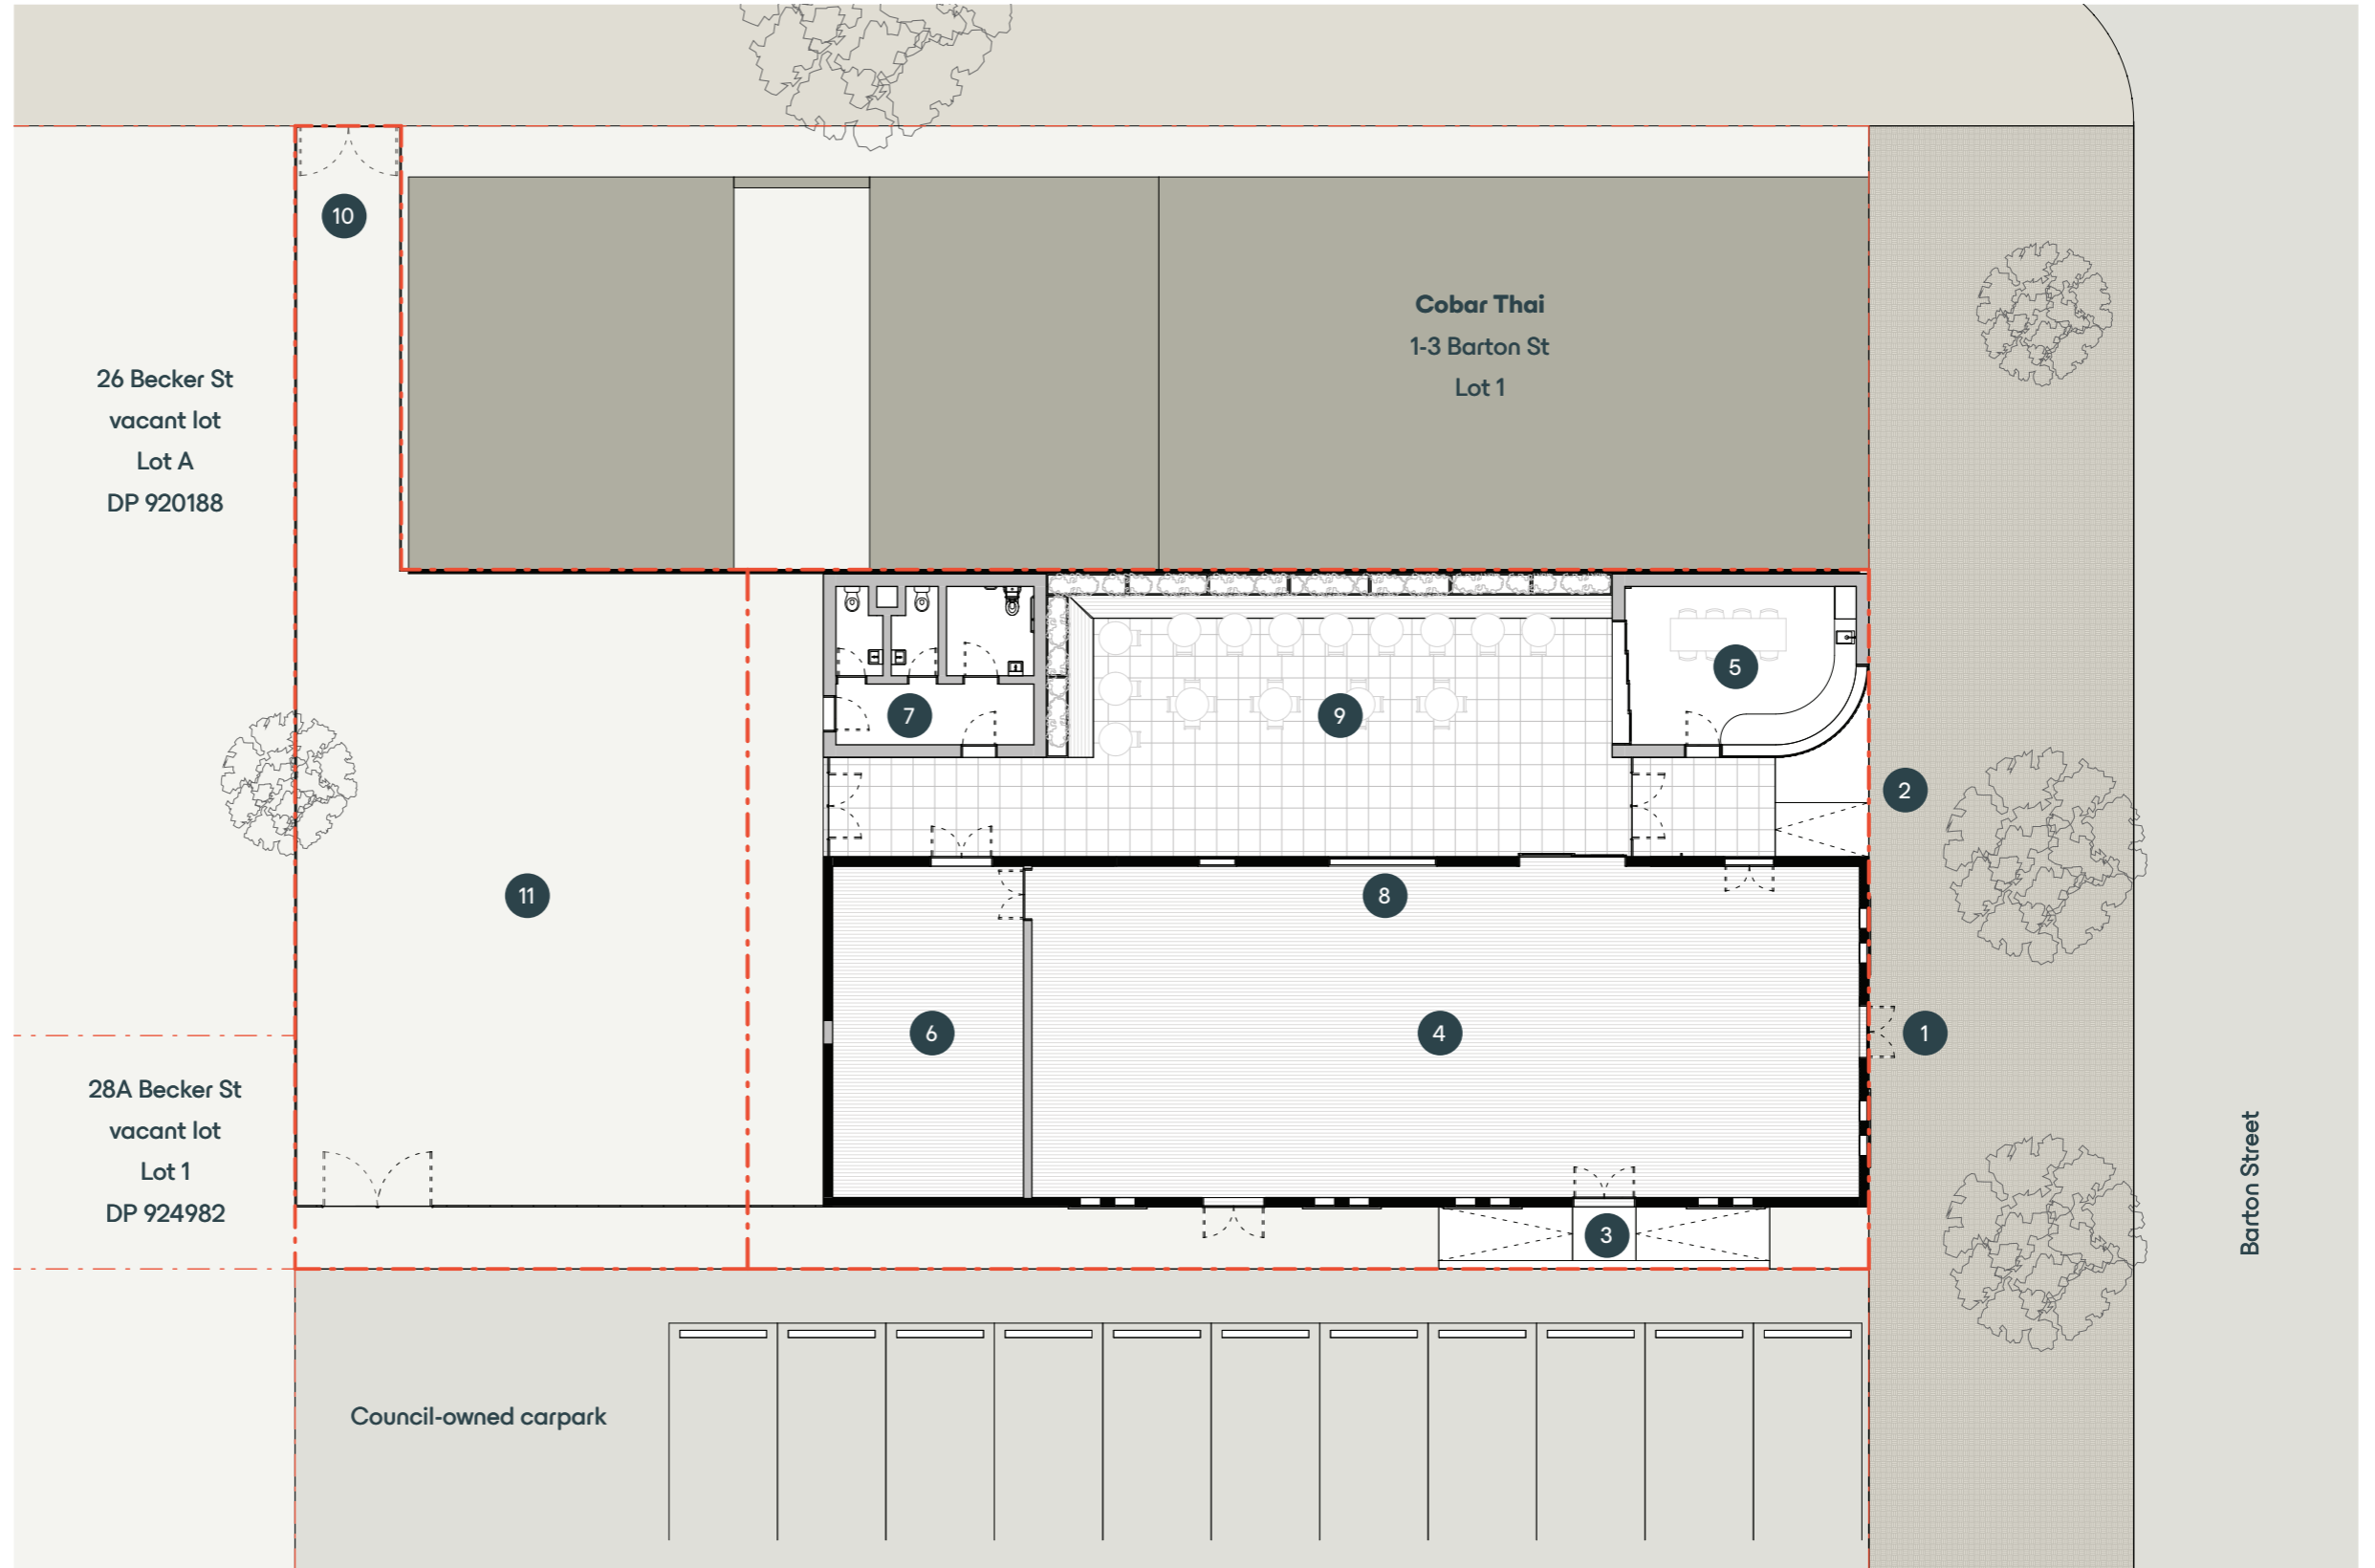 10
Cobar Thai
1-3 Barton St
Lot 1
26 Becker St
vacant lot
Lot A
DP 920188
5
7
9
2
11
8
6
4
1
28A Becker St
vacant lot
Lot 1
DP 924982
3
Barton Street
Council-owned carpark